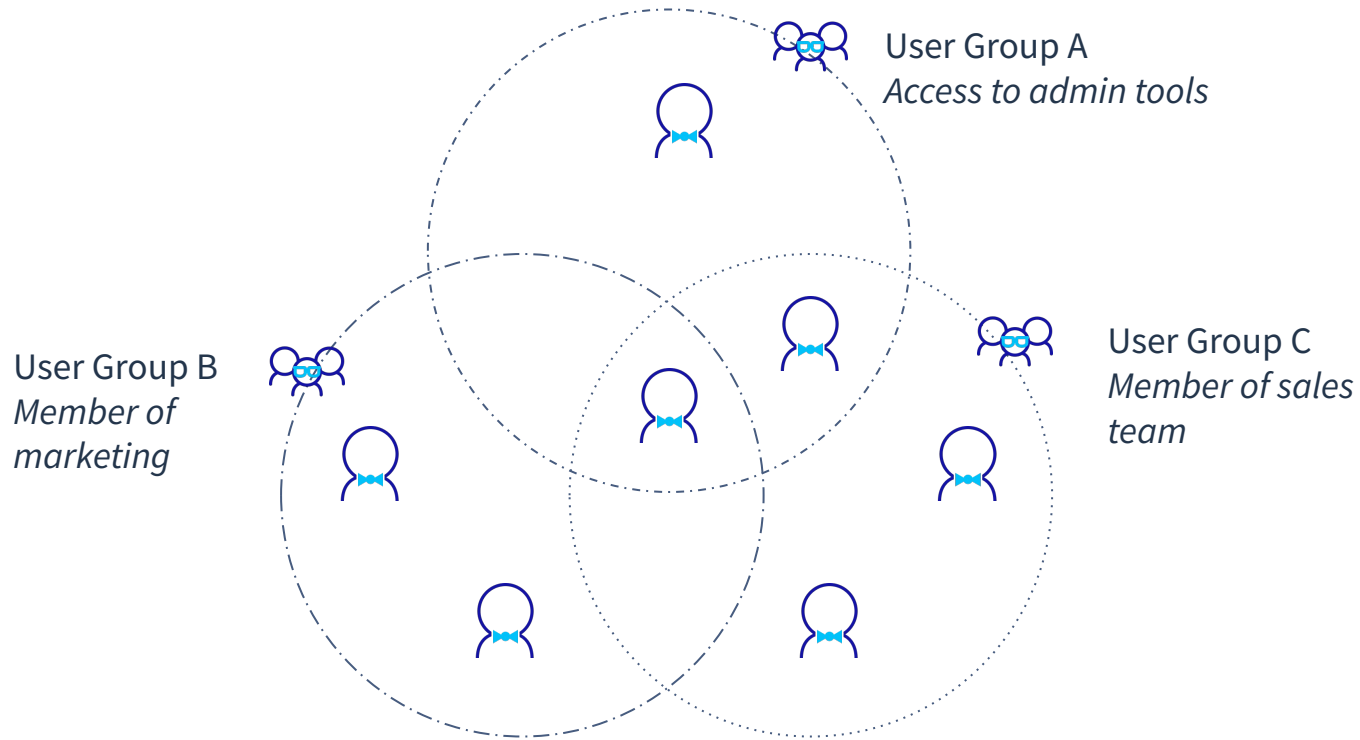 User Group A
Access to admin tools
User Group B
Member of
marketing
User Group C
Member of sales
team